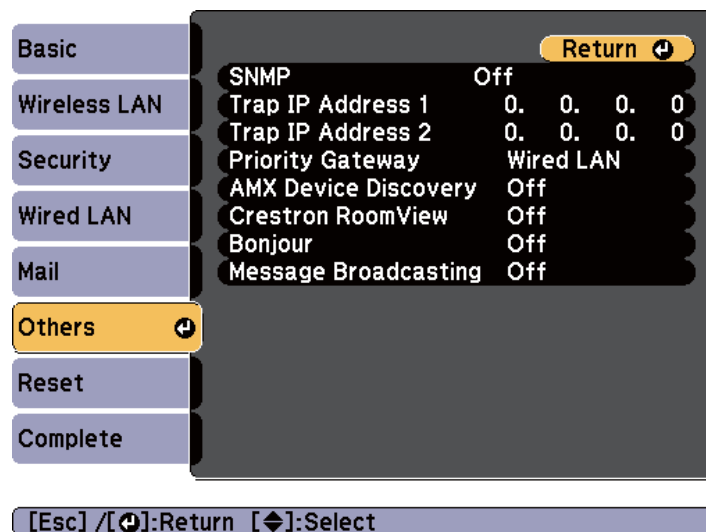 Basic
Wireless LAN
Security
Wired LAN
Mail
Others
Reset
Complete
Return
SNMP Off
Trap IP Address 1 0. 0. 0. 0
Trap IP Address 2 0. 0. 0. 0
Priority Gateway Wired LAN
AMX Device Discovery Off
Crestron RoomView Off
Bonjour Off
Message Broadcasting Off
[Esc] /[⏎]:Return [◆]:Select